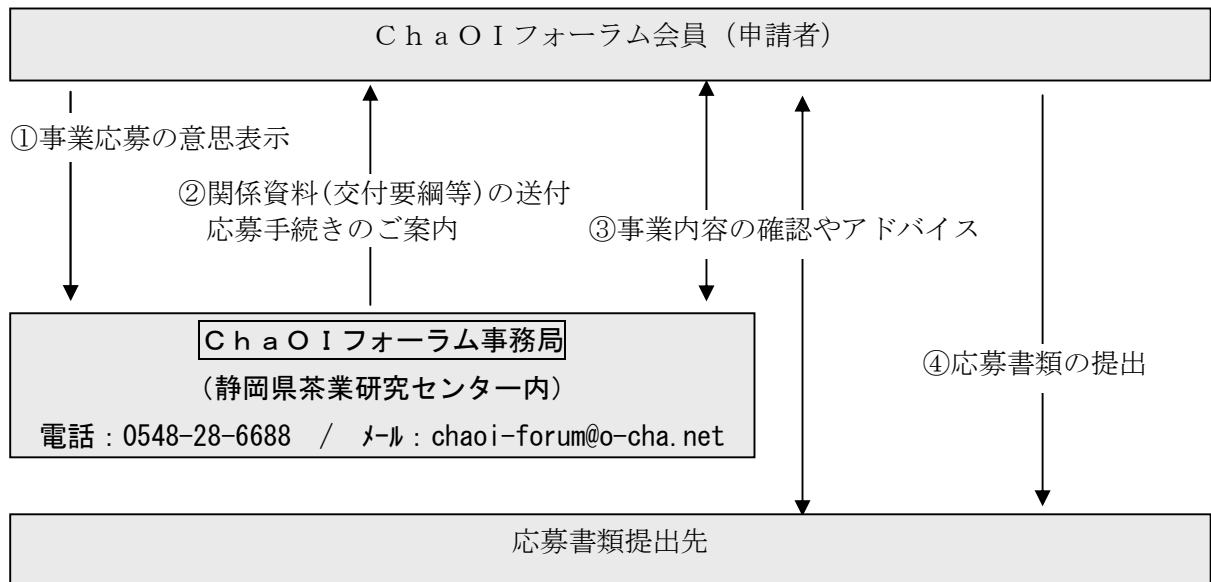 ＣｈａＯＩフォーラム会員（申請者）
①事業応募の意思表示
②関係資料(交付要綱等)の送付
応募手続きのご案内
③事業内容の確認やアドバイス
ＣｈａＯＩフォーラム事務局
（静岡県茶業研究センター内）
電話：0548-28-6688　/　ﾒｰﾙ：chaoi-forum@o-cha.net
④応募書類の提出
応募書類提出先